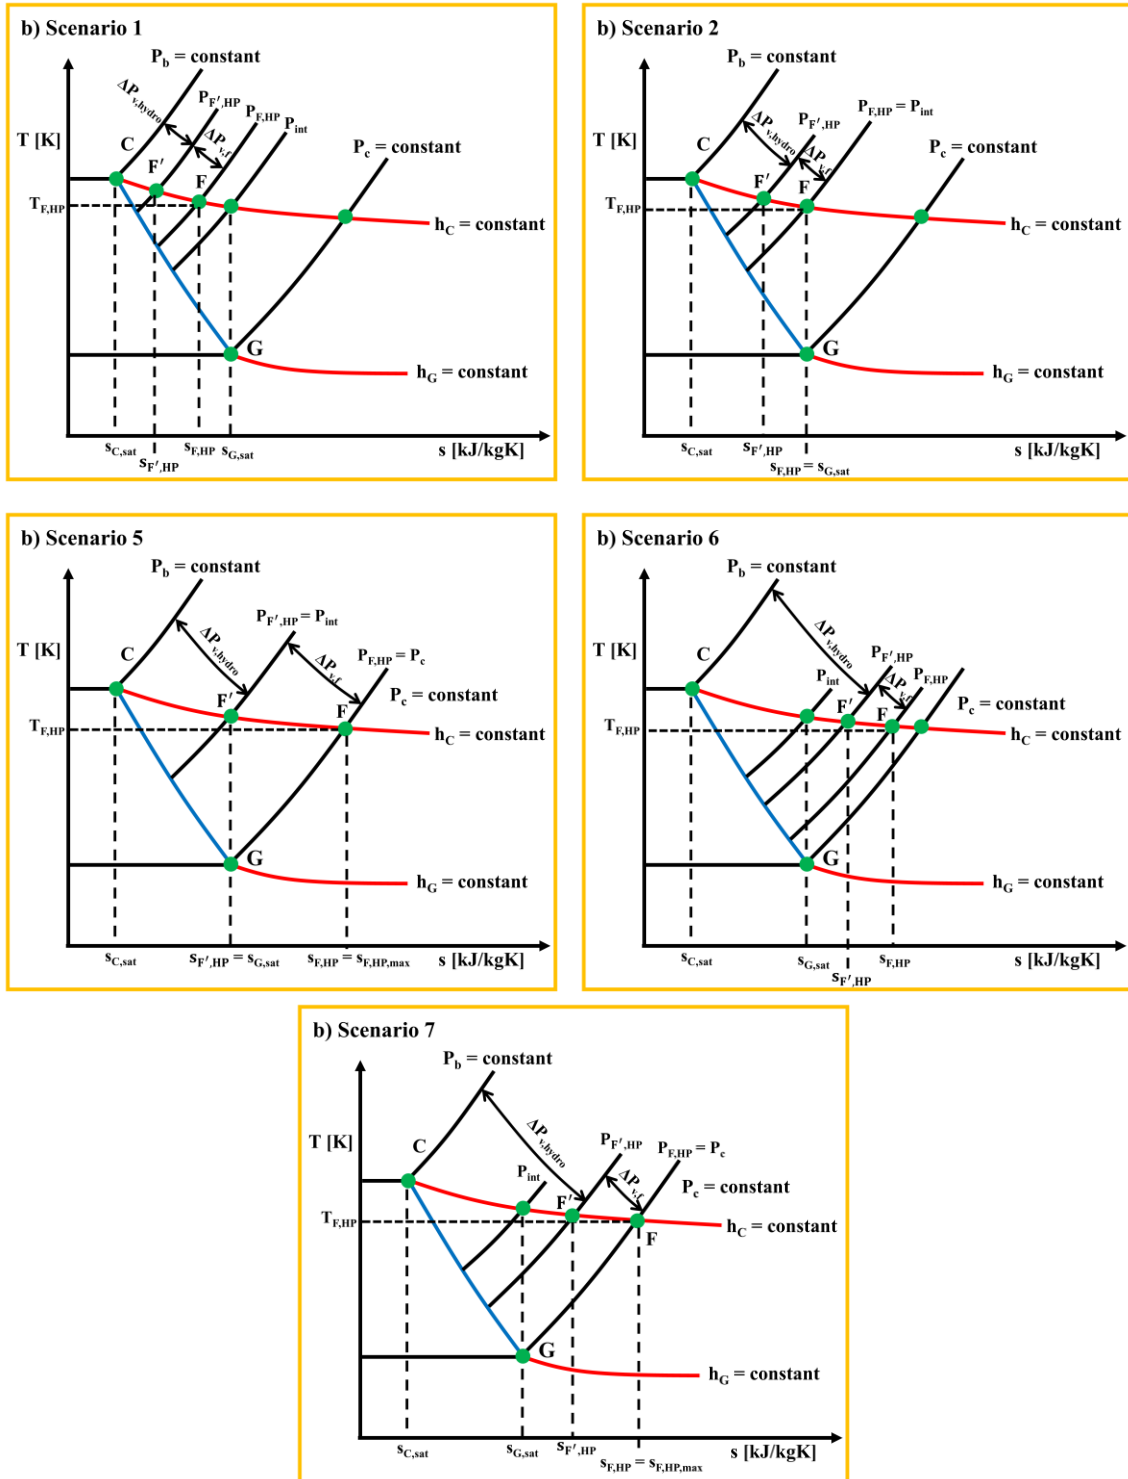 b) Scenario 1
P_b = constant
ΔP_v,hydro
P_F′,HP
P_F,HP
ΔP_v,f
P_int
T [K]
C
P_c = constant
F′
F
T_F,HP
h_C = constant
G
h_G = constant
s_C,sat
s_F′,HP
s_F,HP
s_G,sat
s [kJ/kgK]
b) Scenario 2
P_b = constant
ΔP_v,hydro
P_F′,HP
P_F,HP = P_int
ΔP_v,f
T [K]
C
P_c = constant
F′
F
T_F,HP
h_C = constant
G
h_G = constant
s_C,sat
s_F′,HP
s [kJ/kgK]
s_F,HP = s_G,sat
b) Scenario 5
P_b = constant
P_F′,HP = P_int
ΔP_v,hydro
ΔP_v,f
T [K]
C
P_F,HP = P_c
P_c = constant
F′
F
T_F,HP
h_C = constant
G
h_G = constant
s_C,sat
s_F′,HP = s_G,sat
s_F,HP = s_F,HP,max
s [kJ/kgK]
b) Scenario 6
P_b = constant
ΔP_v,hydro
T [K]
C
P_F′,HP
ΔP_v,f
P_F,HP
P_int
P_c = constant
F′
F
T_F,HP
h_C = constant
G
h_G = constant
s_C,sat
s_G,sat
s_F′,HP
s_F,HP
s [kJ/kgK]
b) Scenario 7
P_b = constant
ΔP_v,hydro
T [K]
C
P_F′,HP
P_F,HP = P_c
ΔP_v,f
P_int
P_c = constant
F′
F
T_F,HP
h_C = constant
G
h_G = constant
s_C,sat
s_G,sat
s_F′,HP
s [kJ/kgK]
s_F,HP = s_F,HP,max